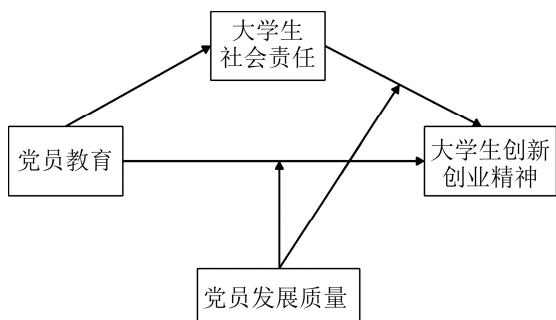 大学生
社会责任
党员教育
大学生创新
创业精神
党员发展质量